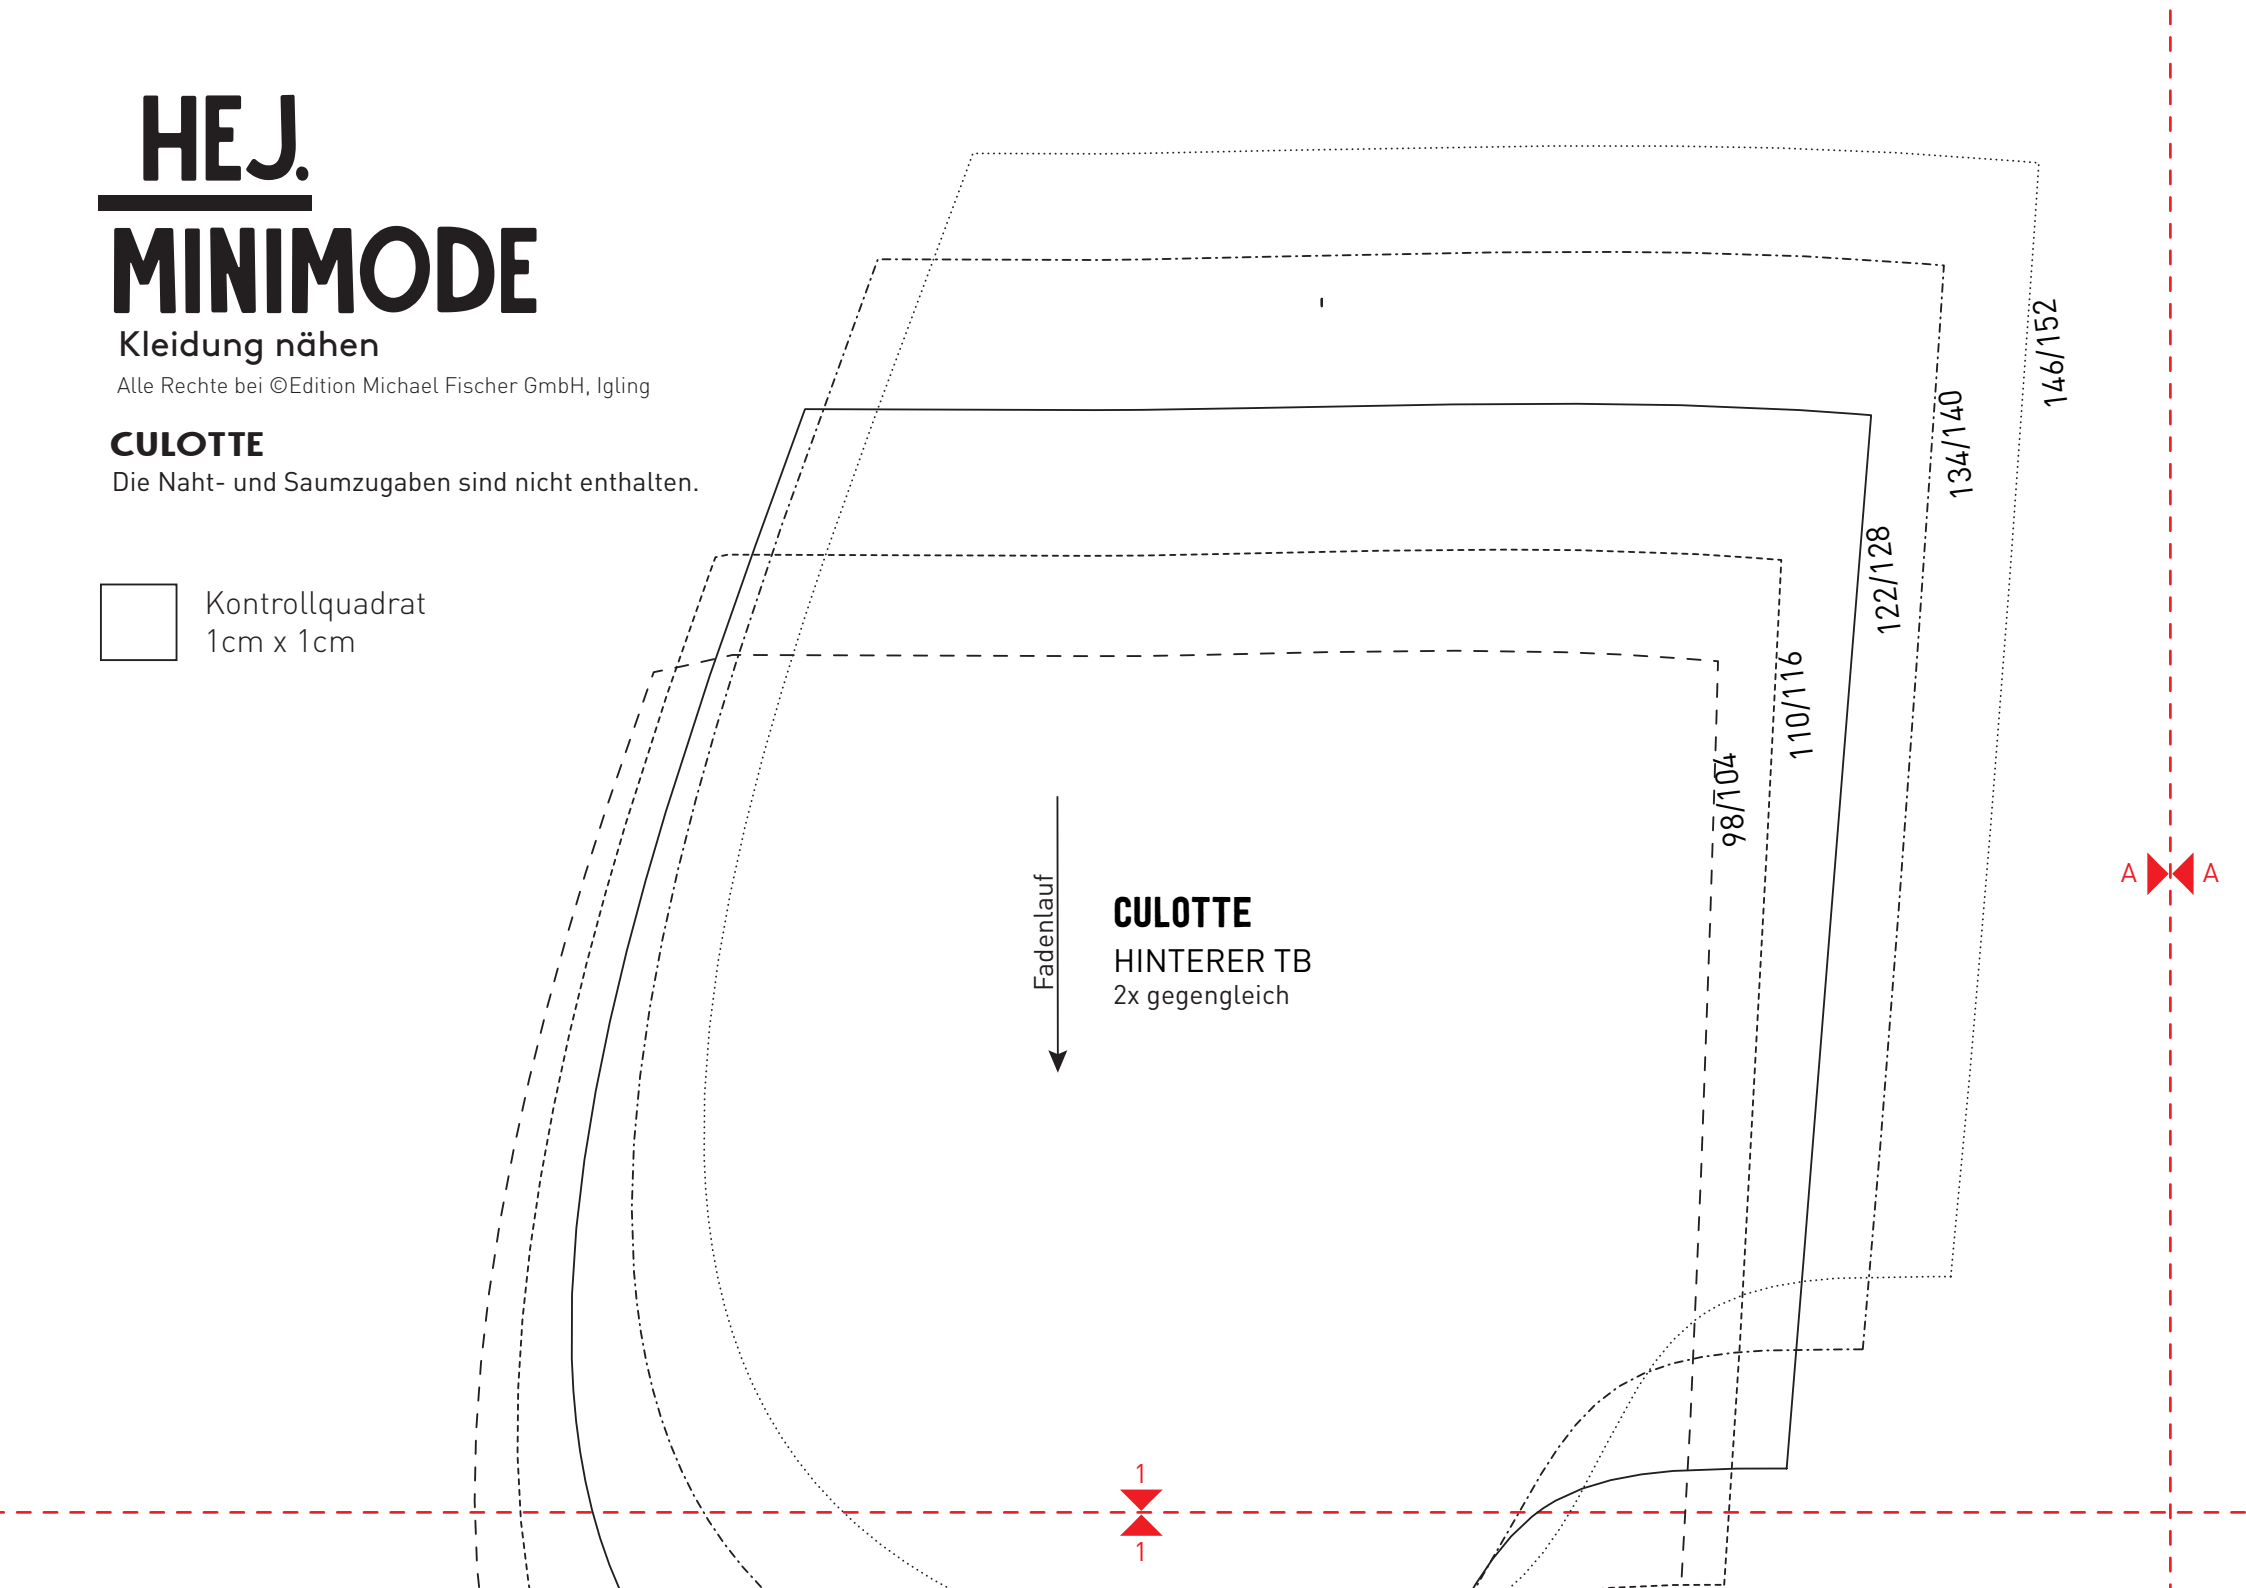 HEJ.
MINIMODE
Kleidung nähen
Alle Rechte bei ©Edition Michael Fischer GmbH, Igling
CULOTTE
Die Naht- und Saumzugaben sind nicht enthalten.
Kontrollquadrat
1cm x 1cm
146/152
134/140
122/128
110/116
98/104
Fadenlauf
CULOTTE
HINTERER TB
2x gegengleich
A A
1
1